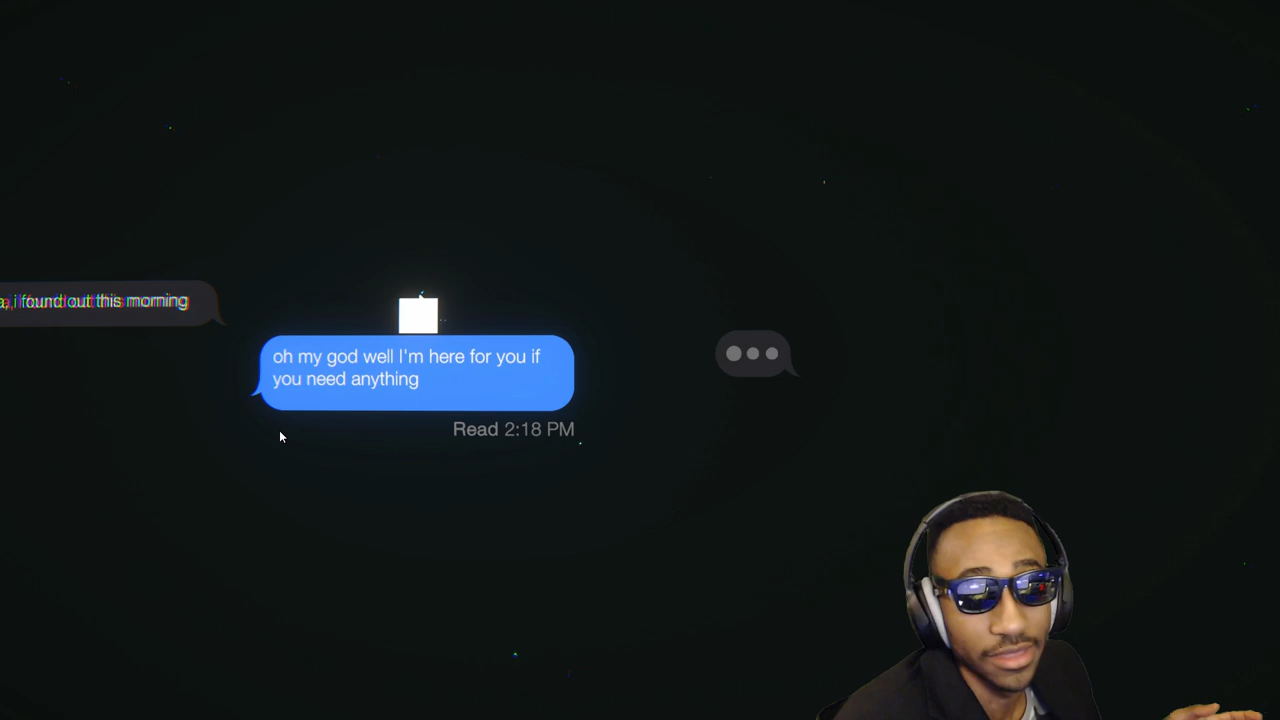 a, i found out this morning
oh my god well I'm here for you if
you need anything
Read 2:18 PM